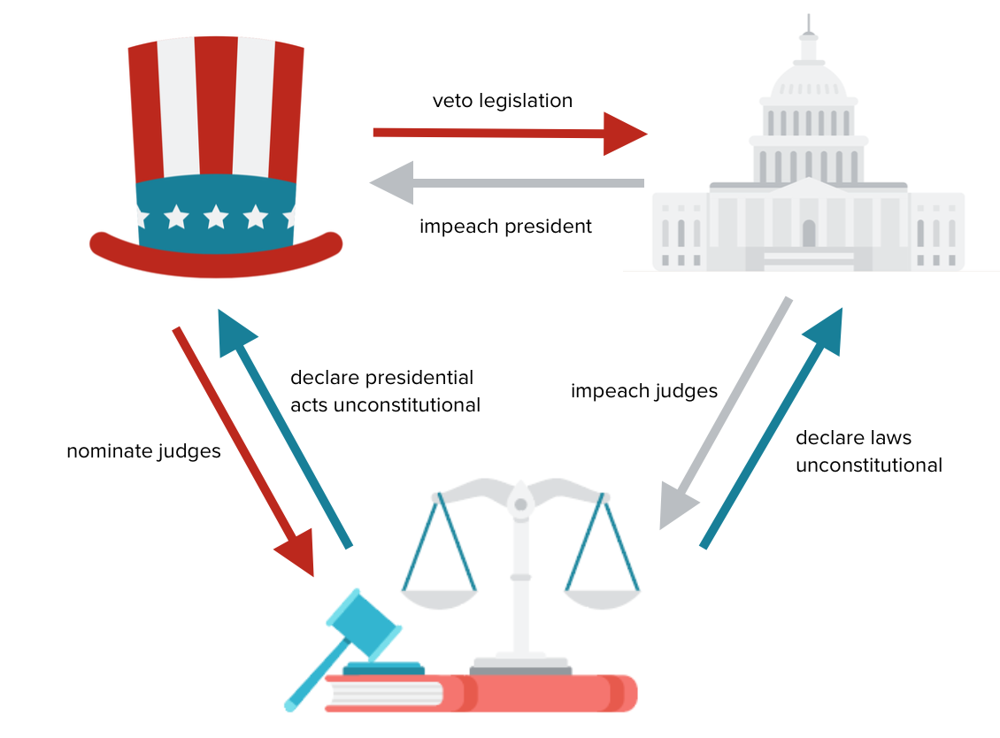 veto legislation
impeach president
declare presidential
acts unconstitutional
nominate judges
impeach judges
declare laws
unconstitutional